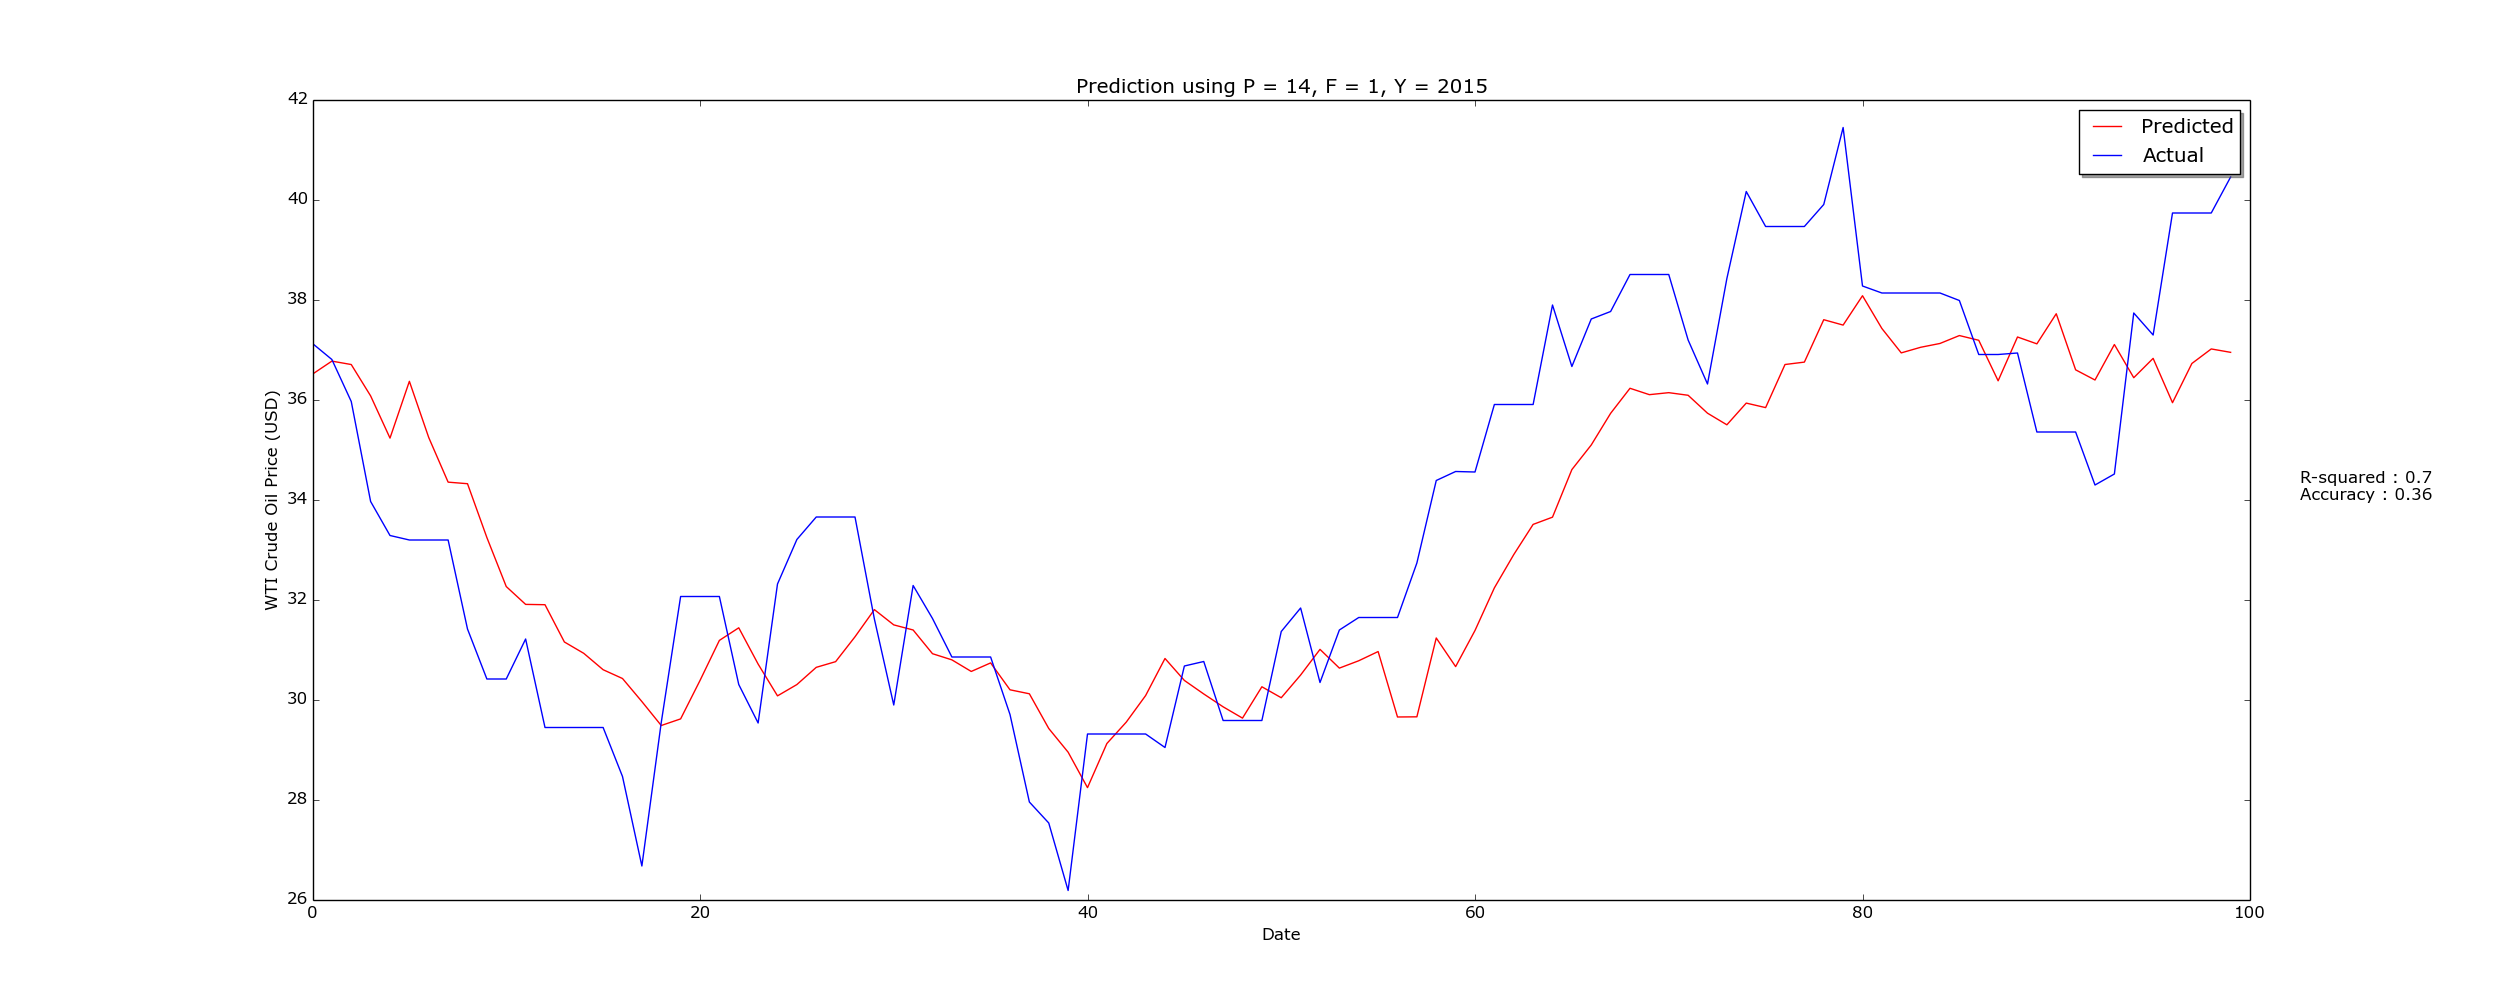 Prediction using P = 14, F = 1, Y = 2015
42
40
38
36
34
32
30
28
26
WTI Crude Oil Price (USD)
Predicted
Actual
R-squared : 0.7
Accuracy : 0.36
0 20 40 60 80 100
Date